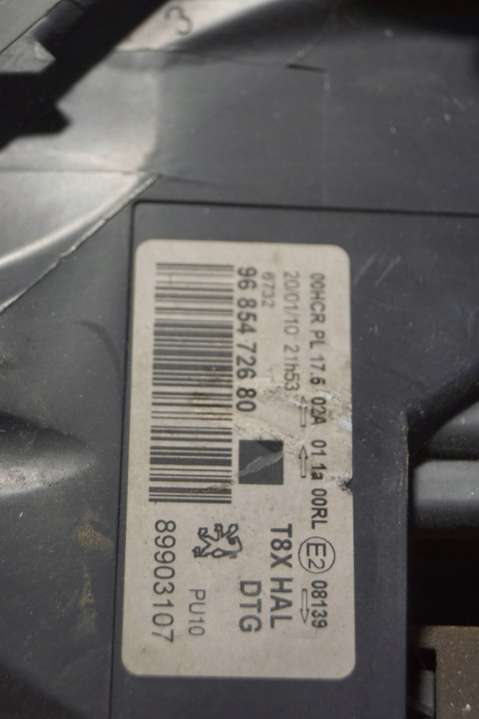 3
00HCR PL 17.5 02A 01.1a 00RL E2 08139
20/01/10 21h53
6732
96 854 726 80
T8X HAL
DTG
PU10
89903107